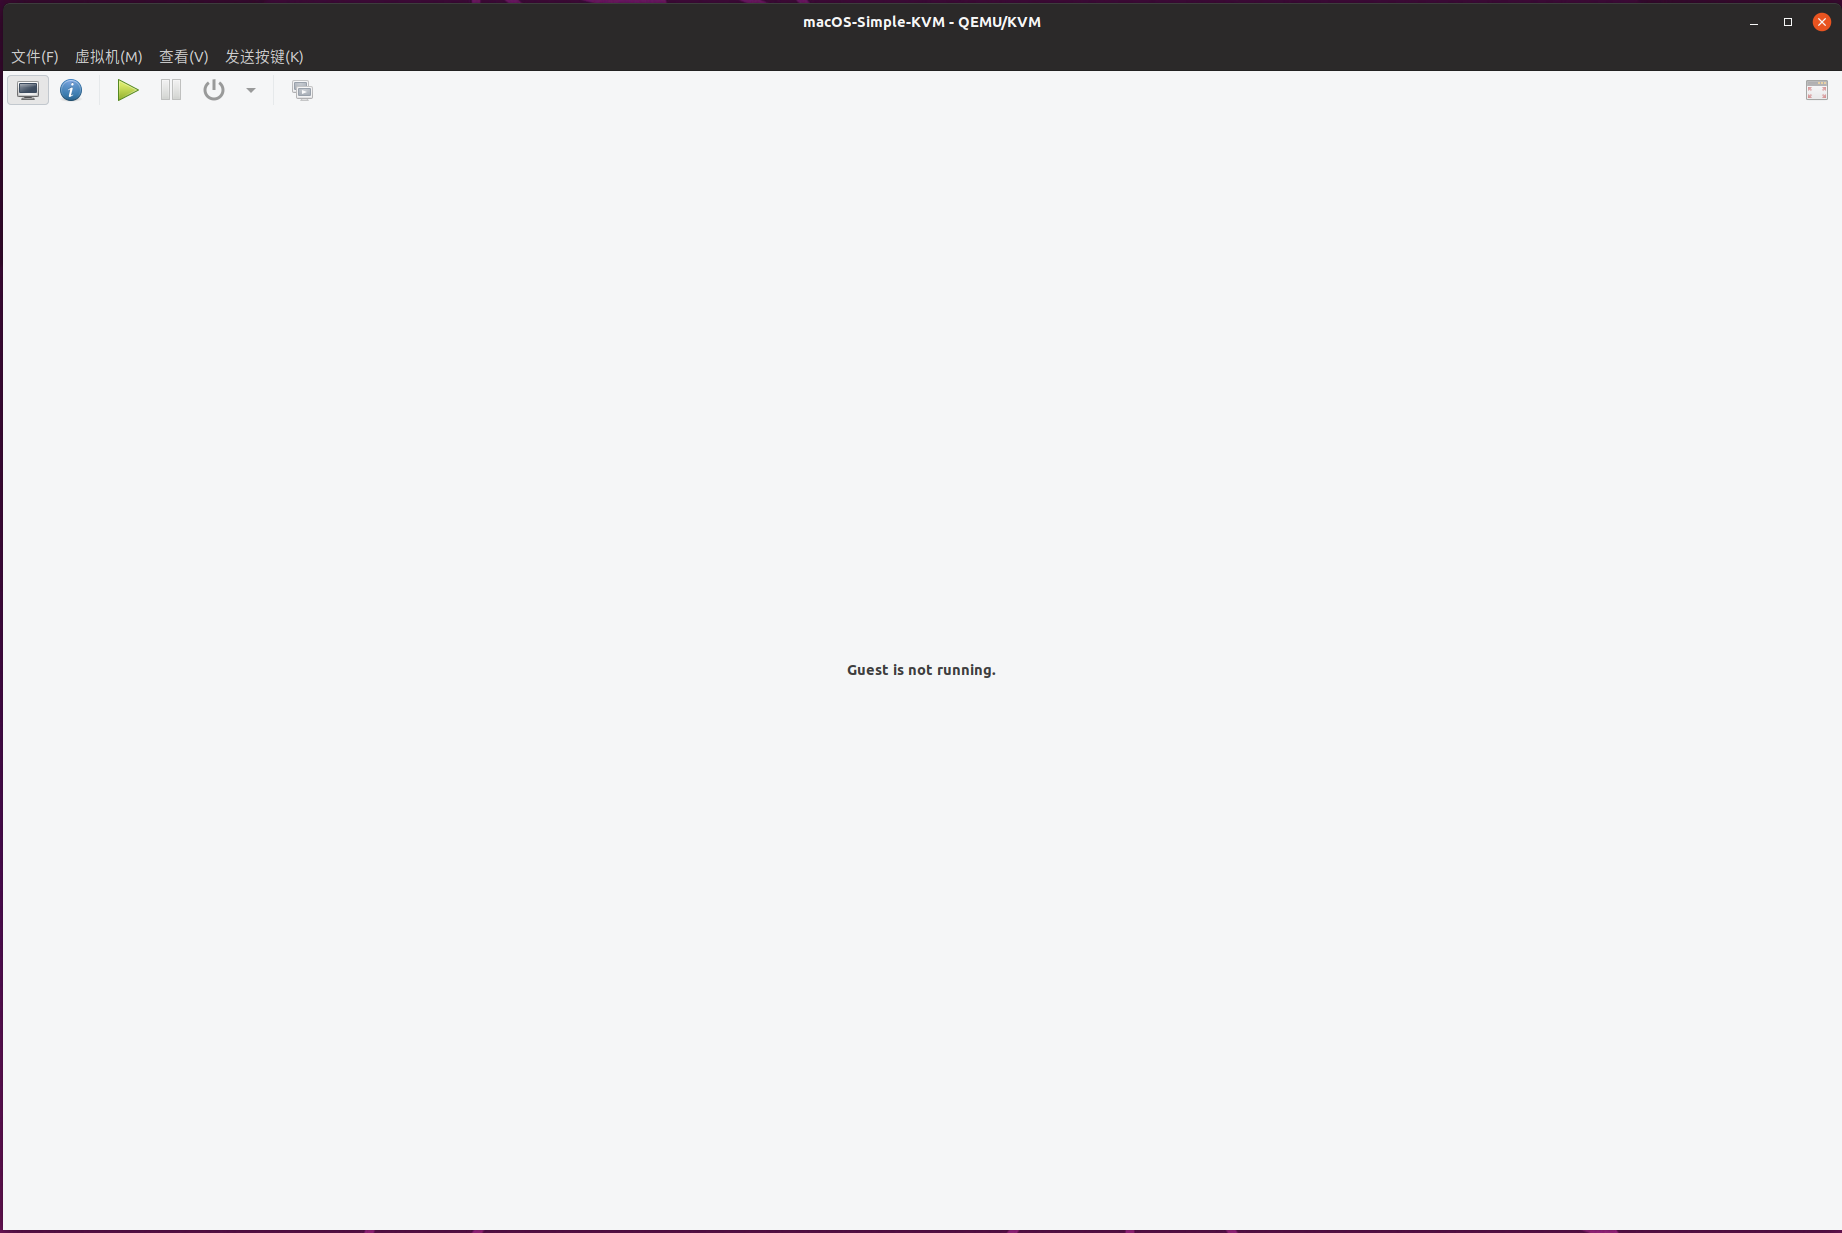 macOS-Simple-KVM - QEMU/KVM
文件(F) 虚拟机(M) 查看(V) 发送按键(K)
i
Guest is not running.